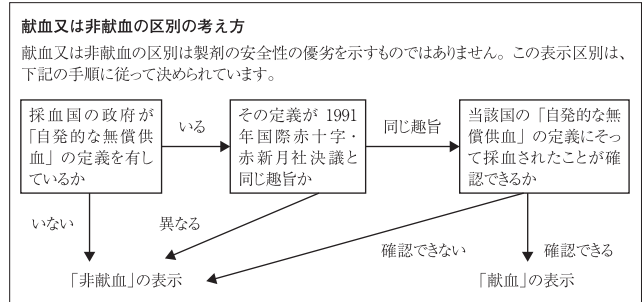 献血又は非献血の区別の考え方
献血又は非献血の区別は製剤の安全性の優劣を示すものではありません。この表示区別は、
下記の手順に従って決められています。
採血国の政府が
「自発的な無償供
血」の定義を有し
ているか
いる
その定義が 1991
年国際赤十字・
赤新月社決議と
同じ趣旨か
同じ趣旨
当該国の「自発的な無
償供血」の定義にそっ
て採血されたことが確
認できるか
いない
異なる
確認できない
確認できる
「非献血」の表示
「献血」の表示